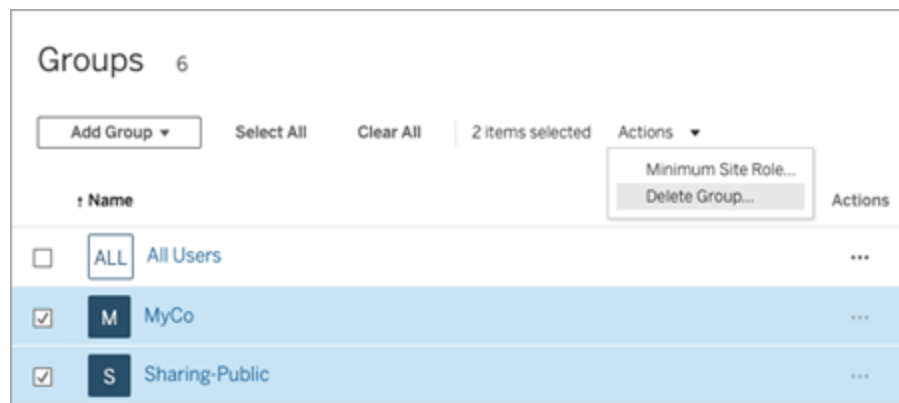 Groups 6
Add Group ▾ Select All Clear All 2 items selected Actions ▾
Minimum Site Role...
Delete Group...
↑ Name Actions
ALL All Users ...
M MyCo ...
S Sharing-Public ...